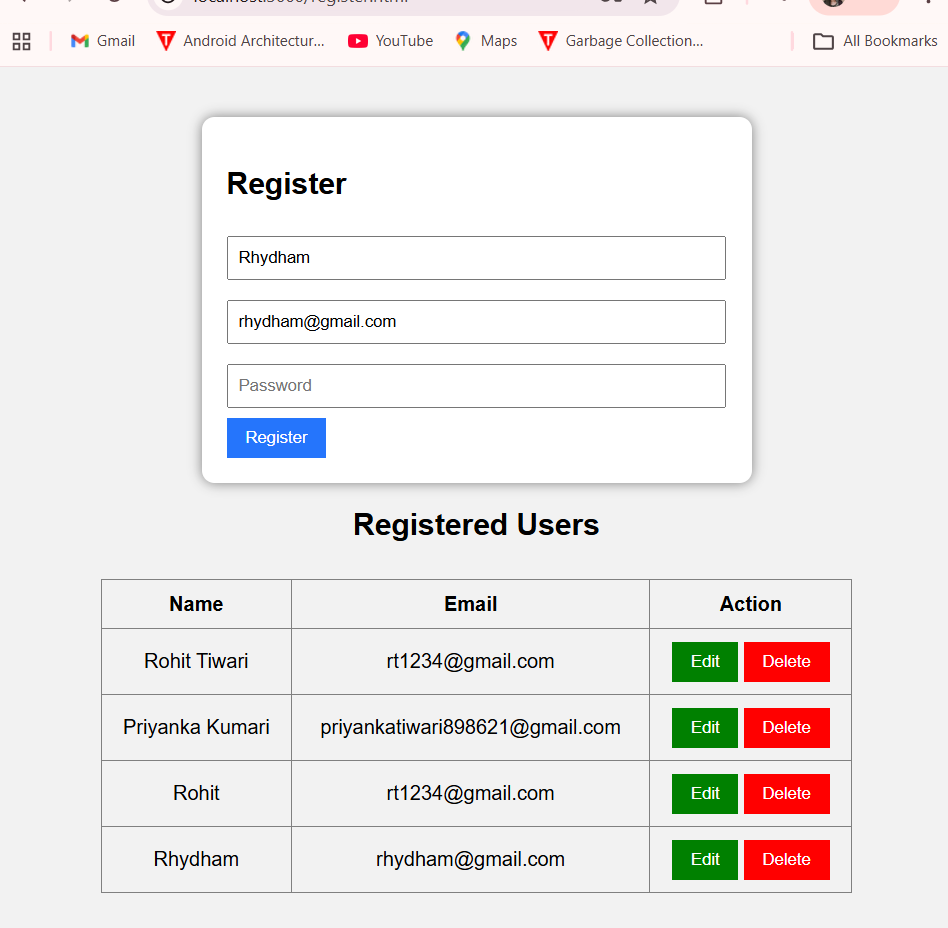 Gmail Android Architectur... YouTube Maps Garbage Collection... All Bookmarks
Register
Rhydham
rhydham@gmail.com
Password
Register
Registered Users
Name Email Action
Rohit Tiwari rt1234@gmail.com Edit Delete
Priyanka Kumari priyankatiwari898621@gmail.com Edit Delete
Rohit rt1234@gmail.com Edit Delete
Rhydham rhydham@gmail.com Edit Delete